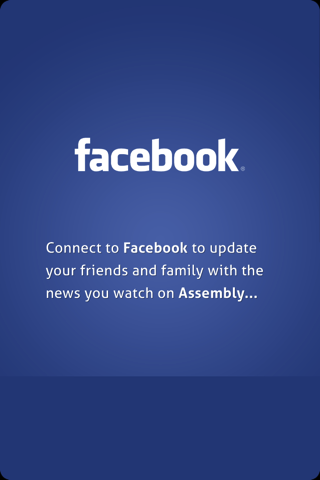 facebook®
Connect to Facebook to update
your friends and family with the
news you watch on Assembly...